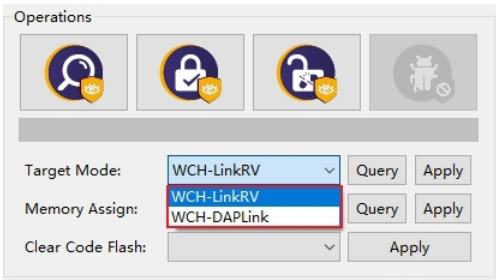 Operations
Target Mode: WCH-LinkRV Query Apply
WCH-LinkRV
WCH-DAPLink
Memory Assign: Query Apply
Clear Code Flash: Apply